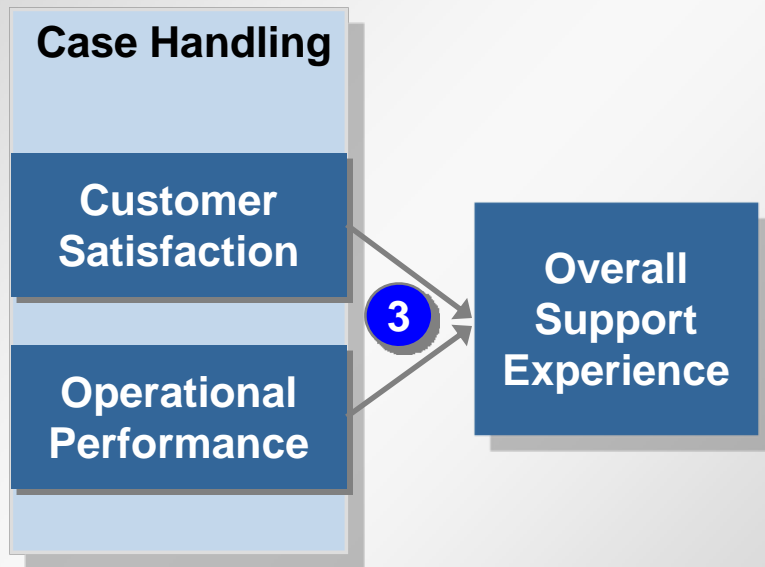 Case Handling
Customer
Satisfaction
3
Overall
Support
Experience
Operational
Performance